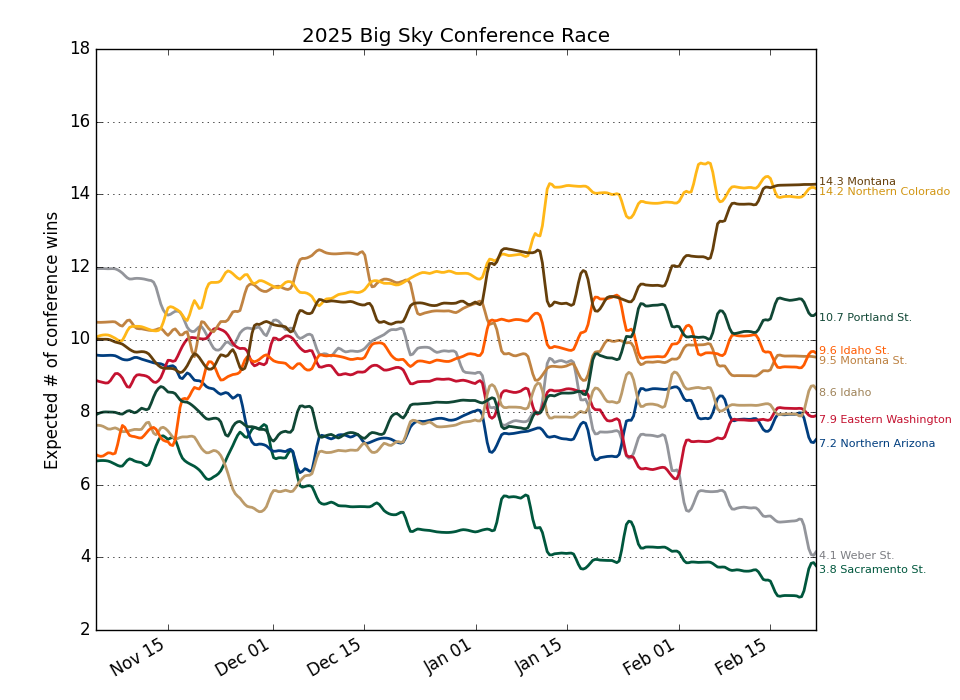 2025 Big Sky Conference Race
Expected # of conference wins
18
16
14
12
10
8
6
4
2
14.3 Montana
14.2 Northern Colorado
10.7 Portland St.
9.6 Idaho St.
9.5 Montana St.
8.6 Idaho
7.9 Eastern Washington
7.2 Northern Arizona
4.1 Weber St.
3.8 Sacramento St.
Nov 15
Dec 01
Dec 15
Jan 01
Jan 15
Feb 01
Feb 15